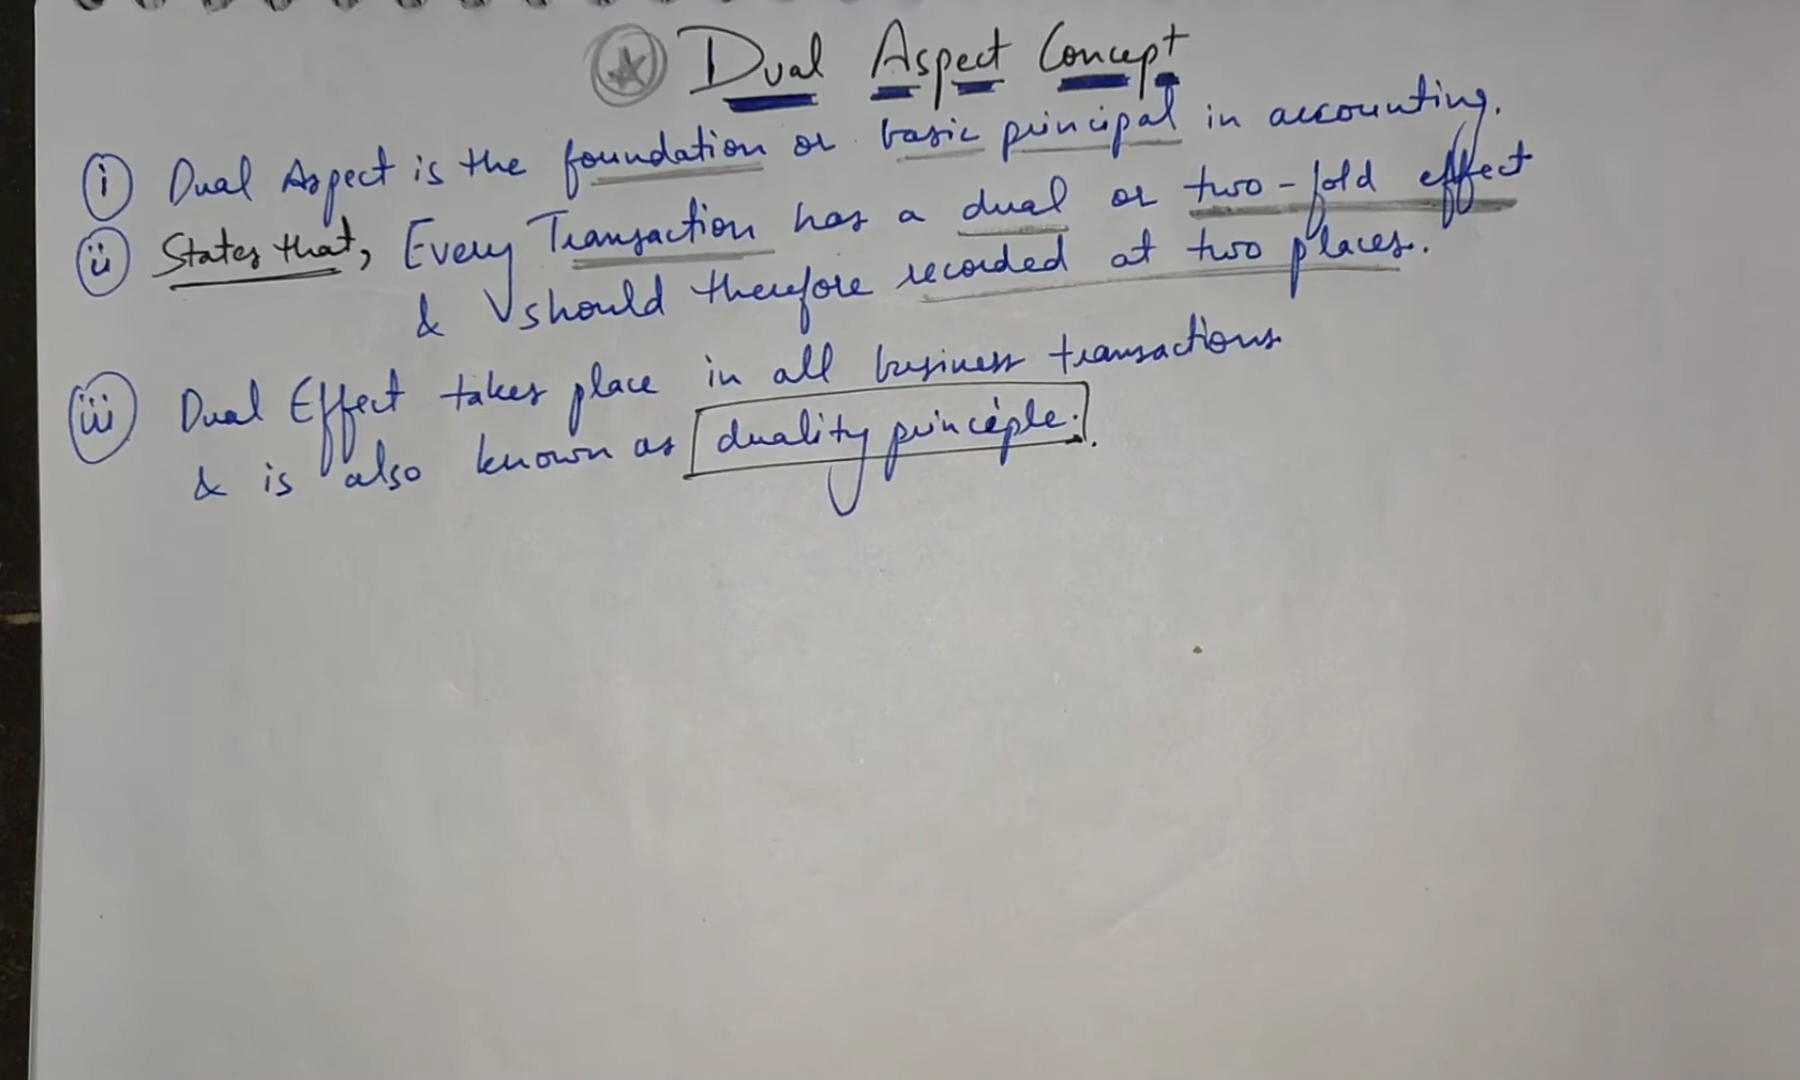 Dual Aspect Concept
i Dual Aspect is the foundation or basic principal in accounting.
ii States that, Every Transaction has a dual or two-fold effect
& should therefore recorded at two places.
iii Dual Effect takes place in all business transactions
& is also known as duality principle.